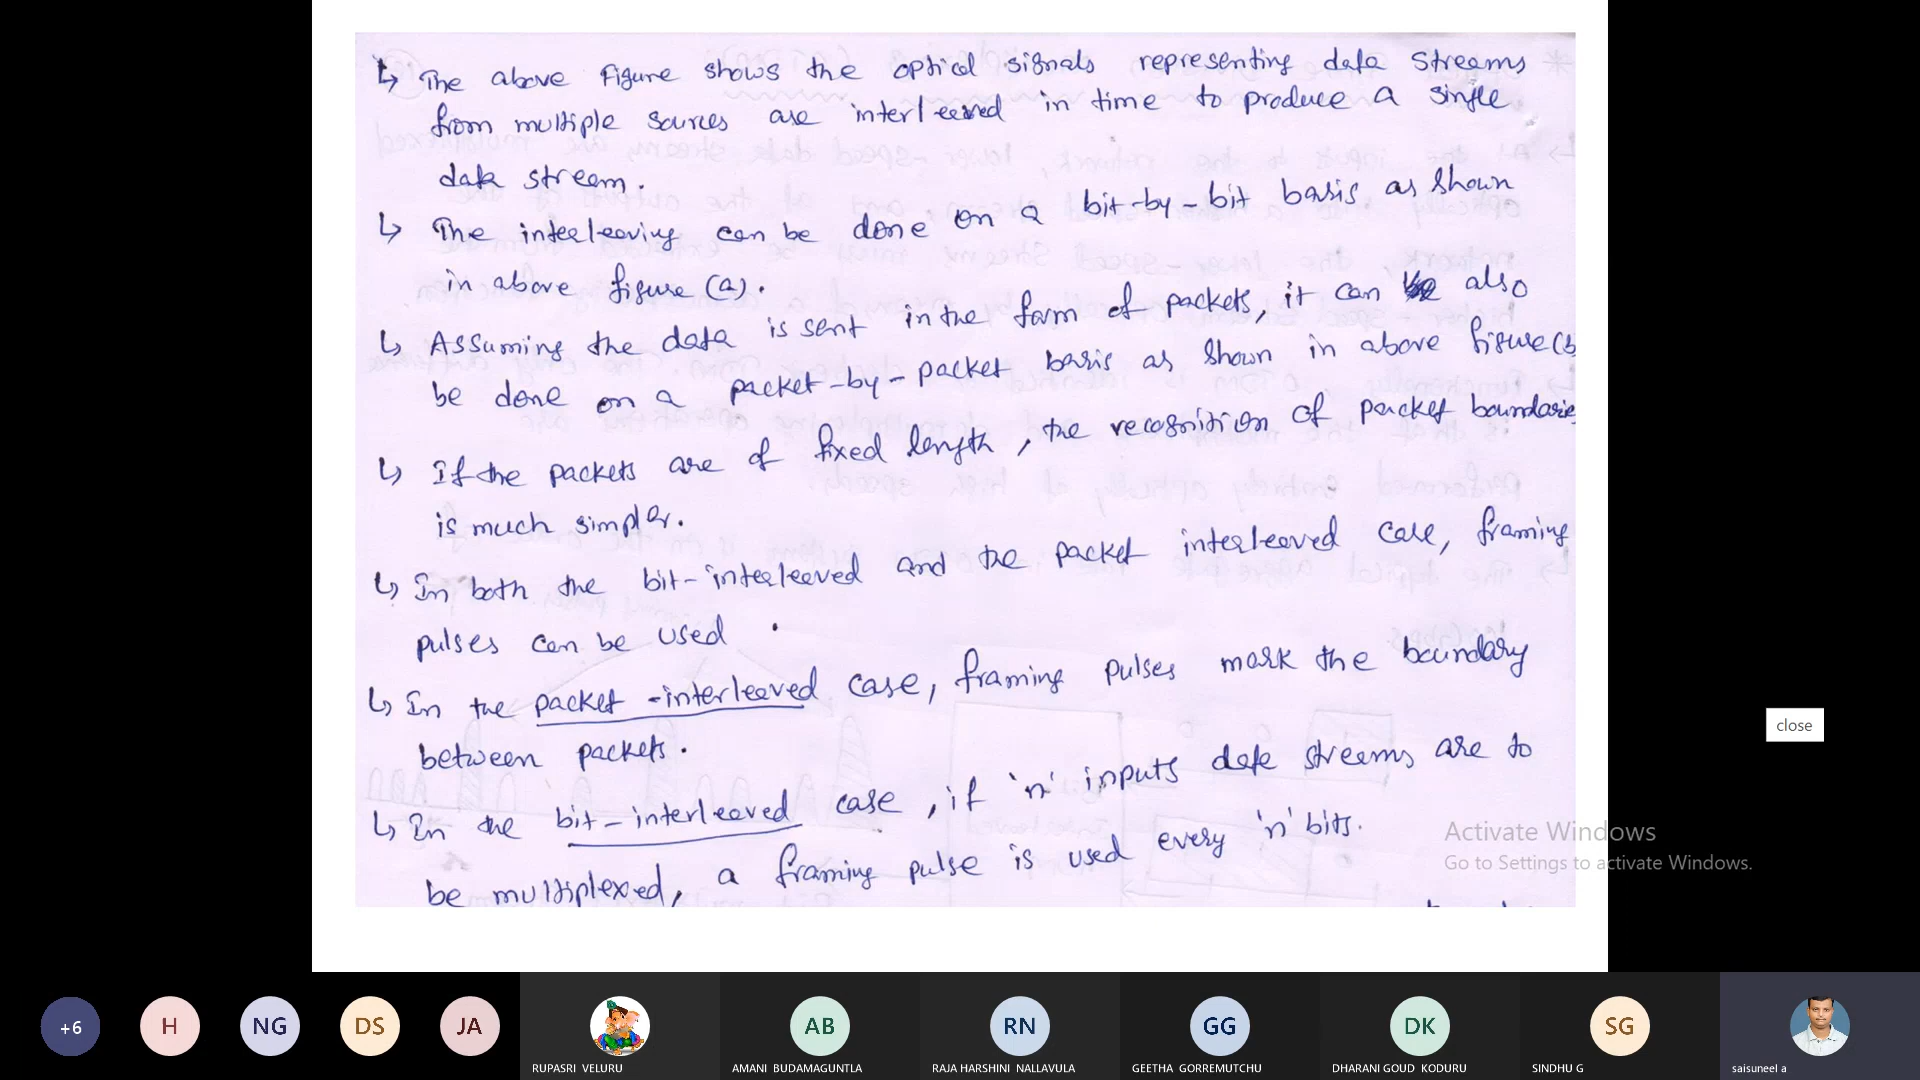 ↳ The above Figure shows the optical signals representing data streams
from multiple sources are interleaved in time to produce a single
data stream.
↳ The interleaving can be done on a bit-by-bit basis as shown
in above figure (a).
↳ Assuming the data is sent in the form of packets, it can also
be done on a packet-by-packet basis as shown in above figure (b
↳ If the packets are of fixed length, the recognition of packet boundarie
is much simpler.
↳ In both the bit-interleaved and the packet interleaved case, framing
pulses can be used.
↳ In the packet-interleaved case, framing pulses mark the boundary
between packets.
↳ In the bit-interleaved case, if 'n' inputs data streams are to
be multiplexed, a framing pulse is used every 'n' bits.
close
Activate Windows
Go to Settings to activate Windows.
+6 H NG DS JA AB RN GG DK SG
RUPASRI VELURU AMANI BUDAMAGUNTLA RAJA HARSHINI NALLAVULA GEETHA GORREMUTCHU DHARANI GOUD KODURU SINDHU G saisuneel a